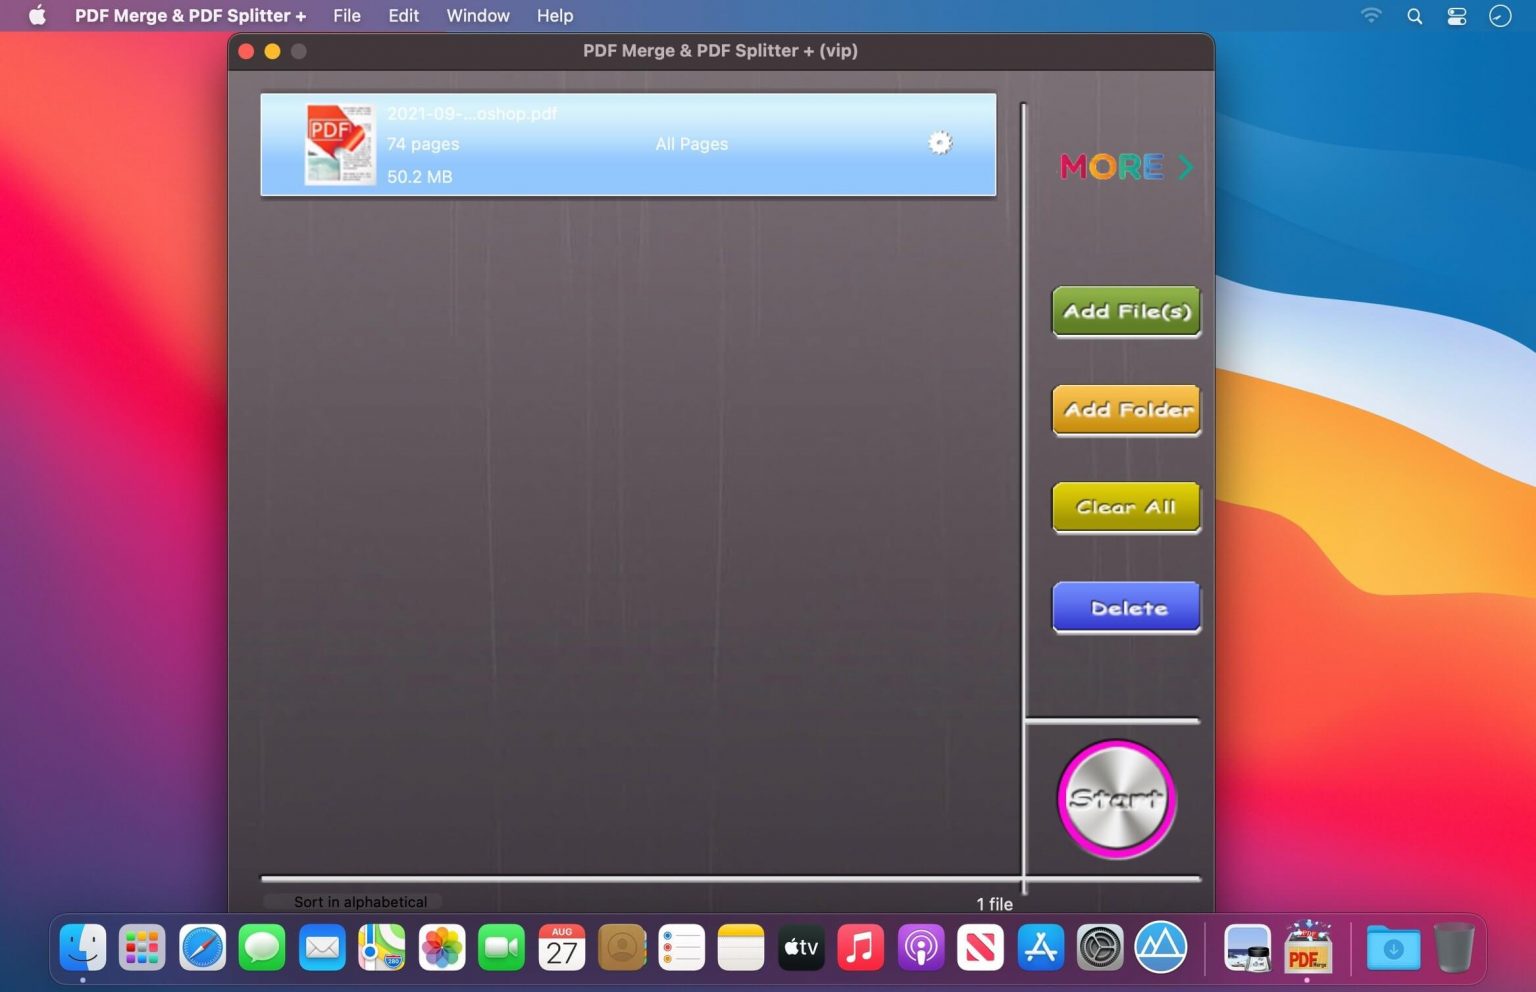 PDF Merge & PDF Splitter + File Edit Window Help
PDF Merge & PDF Splitter + (vip)
PDF
2021-09-...oshop.pdf
74 pages
All Pages
50.2 MB
MORE
Add File(s)
Add Folder
Clear All
Delete
Start
Sort in alphabetical
1 file
AUG
27
280
tv
PDF
Merge